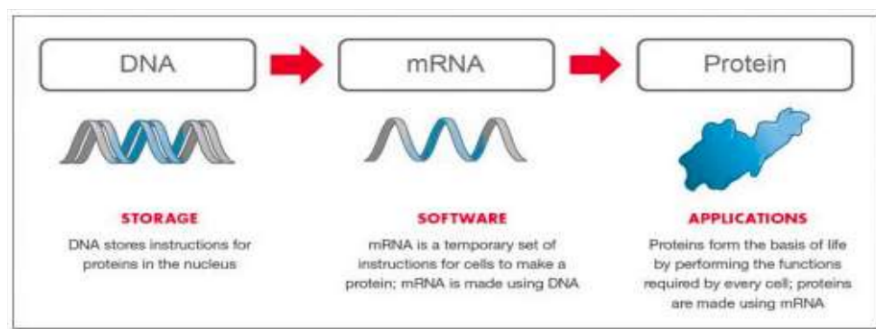 DNA
mRNA
Protein
STORAGE
DNA stores instructions for
proteins in the nucleus
SOFTWARE
mRNA is a temporary set of
instructions for cells to make a
protein; mRNA is made using DNA
APPLICATIONS
Proteins form the basis of life
by performing the functions
required by every cell; proteins
are made using mRNA